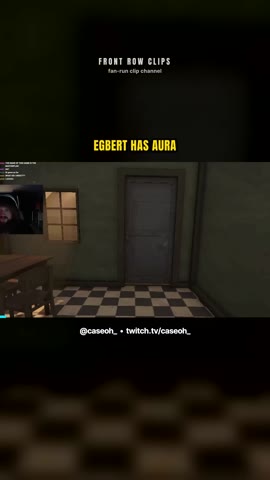 FRONT ROW CLIPS
fan-run clip channel
EGBERT HAS AURA
@caseoh_ • twitch.tv/caseoh_